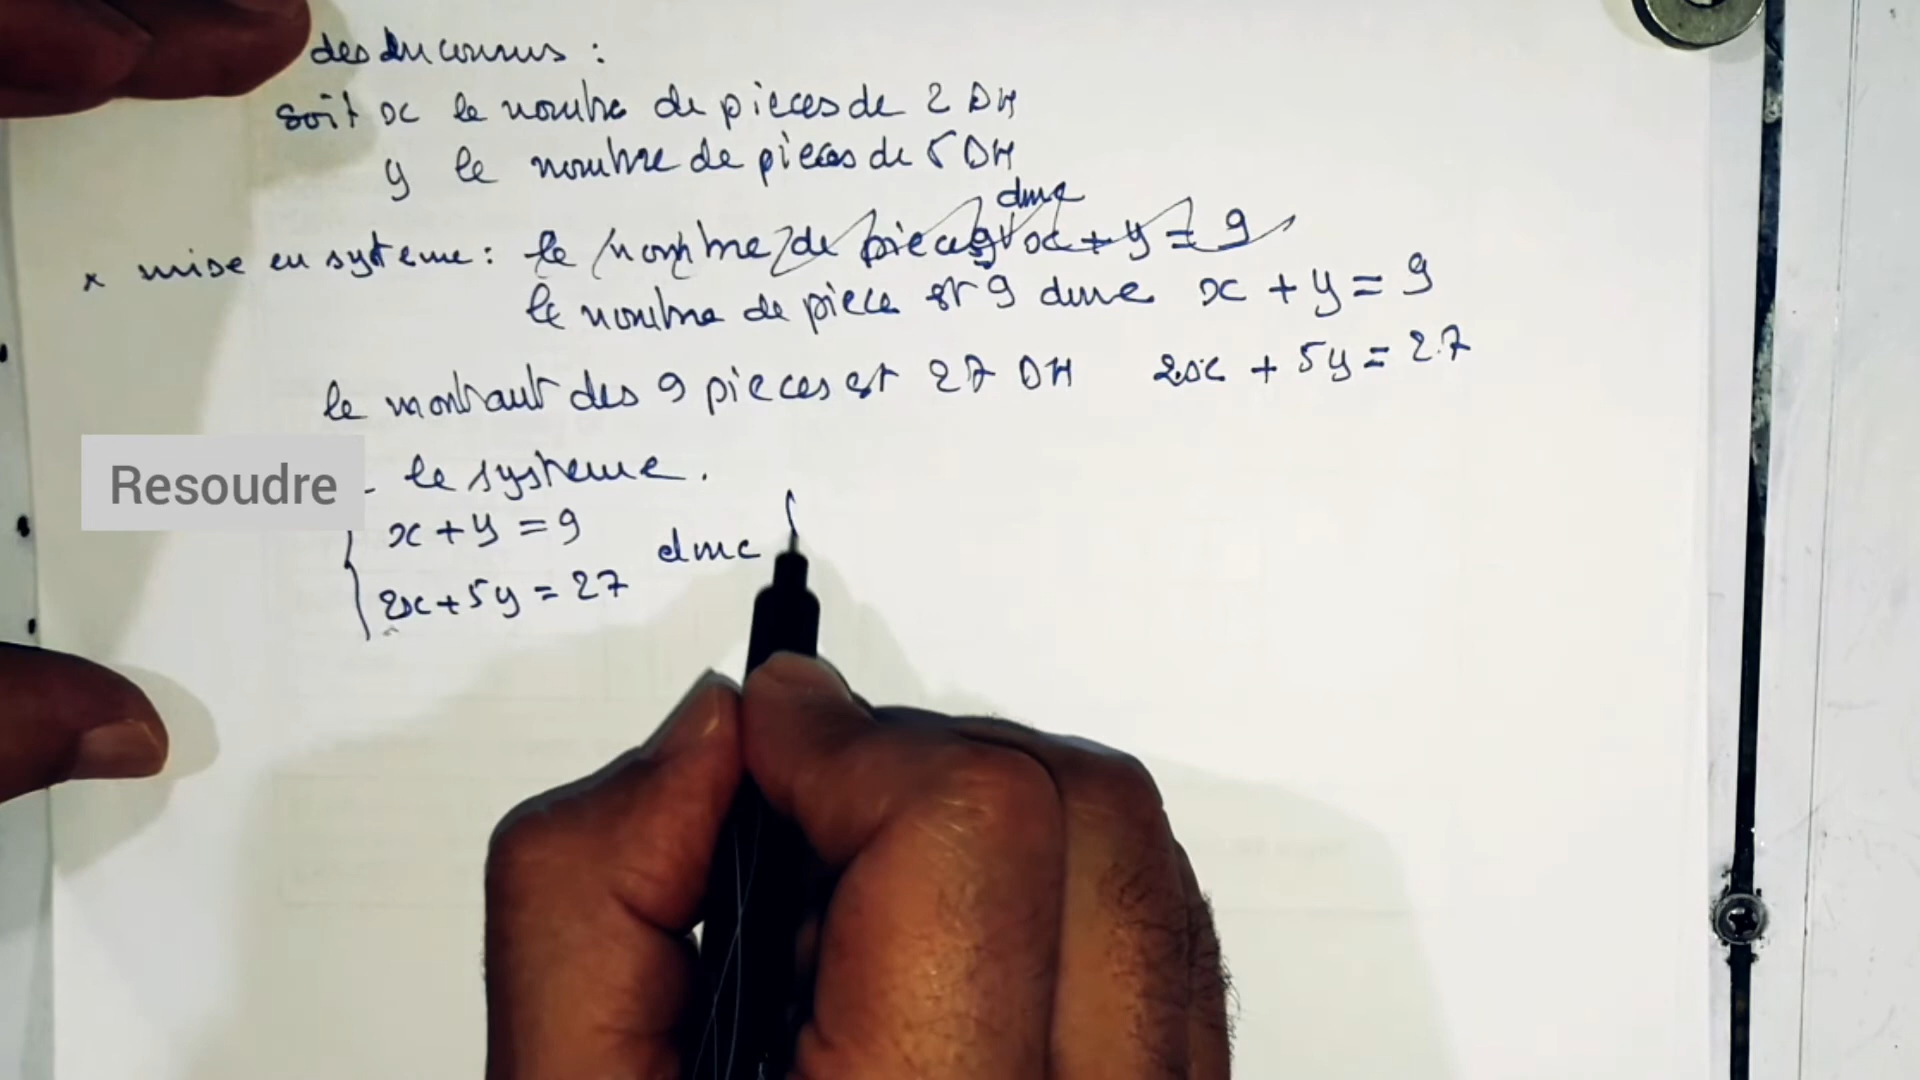 des Inconnus :
soit x le nombre de pieces de 2 DH
y le nombre de pieces de 5 DH
donc
x mise en systeme : le nombre de pieces x + y = 9
le nombre de piece est 9 donc x + y = 9
le montant des 9 pieces est 27 DH 2x + 5y = 27
Resoudre le systeme.
x + y = 9
donc {
2x + 5y = 27